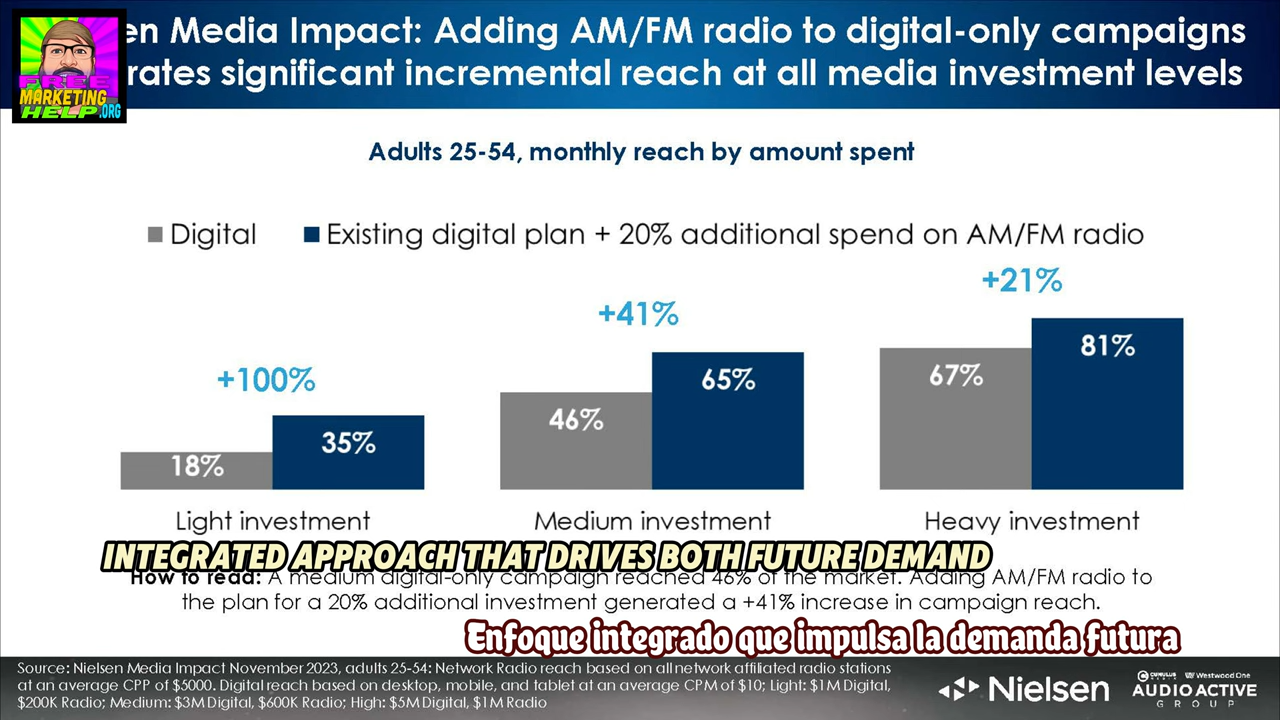 en Media Impact: Adding AM/FM radio to digital-only campaigns
rates significant incremental reach at all media investment levels
FREE
MARKETING
HELP.ORG
Adults 25-54, monthly reach by amount spent
Digital
Existing digital plan + 20% additional spend on AM/FM radio
+100%
+41%
+21%
18%
35%
46%
65%
67%
81%
Light investment
Medium investment
Heavy investment
INTEGRATED APPROACH THAT DRIVES BOTH FUTURE DEMAND
How to read: A medium digital-only campaign reached 46% of the market. Adding AM/FM radio to
the plan for a 20% additional investment generated a +41% increase in campaign reach.
Enfoque integrado que impulsa la demanda futura
Source: Nielsen Media Impact November 2023, adults 25-54: Network Radio reach based on all network affiliated radio stations
at an average CPP of $5000. Digital reach based on desktop, mobile, and tablet at an average CPM of $10; Light: $1M Digital,
$200K Radio; Medium: $3M Digital, $600K Radio; High: $5M Digital, $1M Radio
Nielsen
CUMULUS MEDIA
Westwood One
AUDIO ACTIVE
GROUP